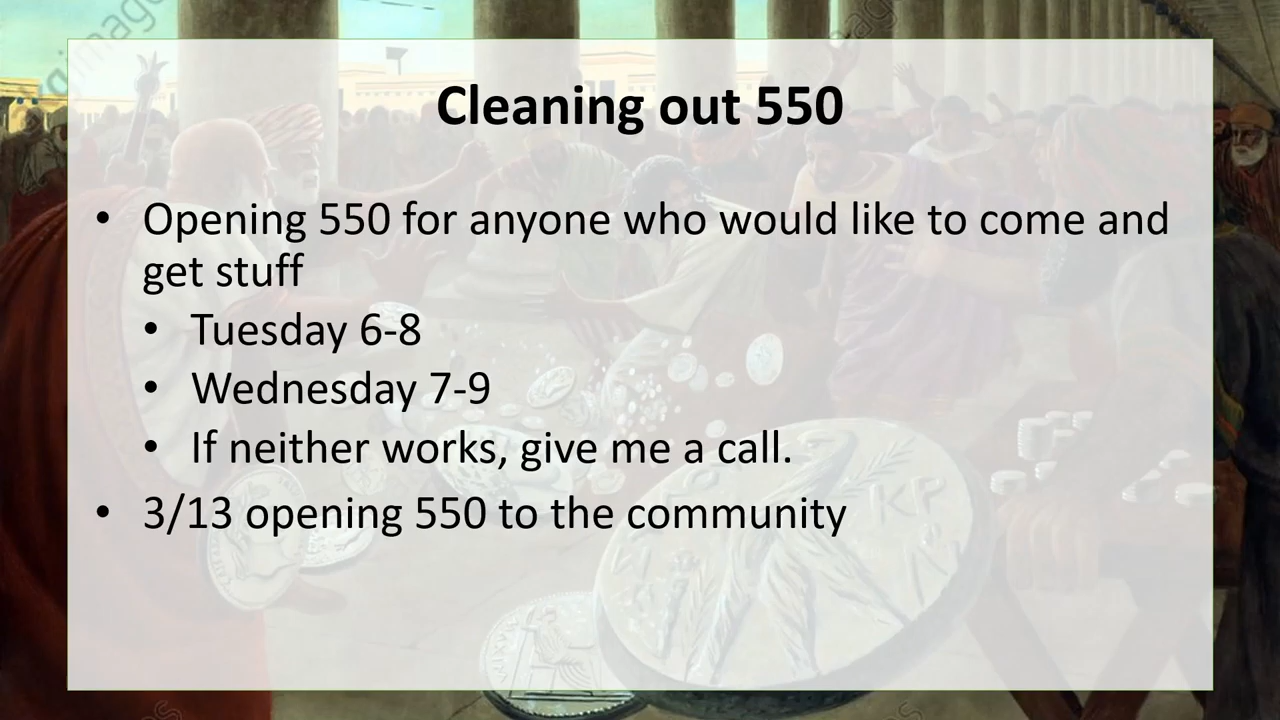 Cleaning out 550
• Opening 550 for anyone who would like to come and
get stuff
• Tuesday 6-8
• Wednesday 7-9
• If neither works, give me a call.
• 3/13 opening 550 to the community
KP